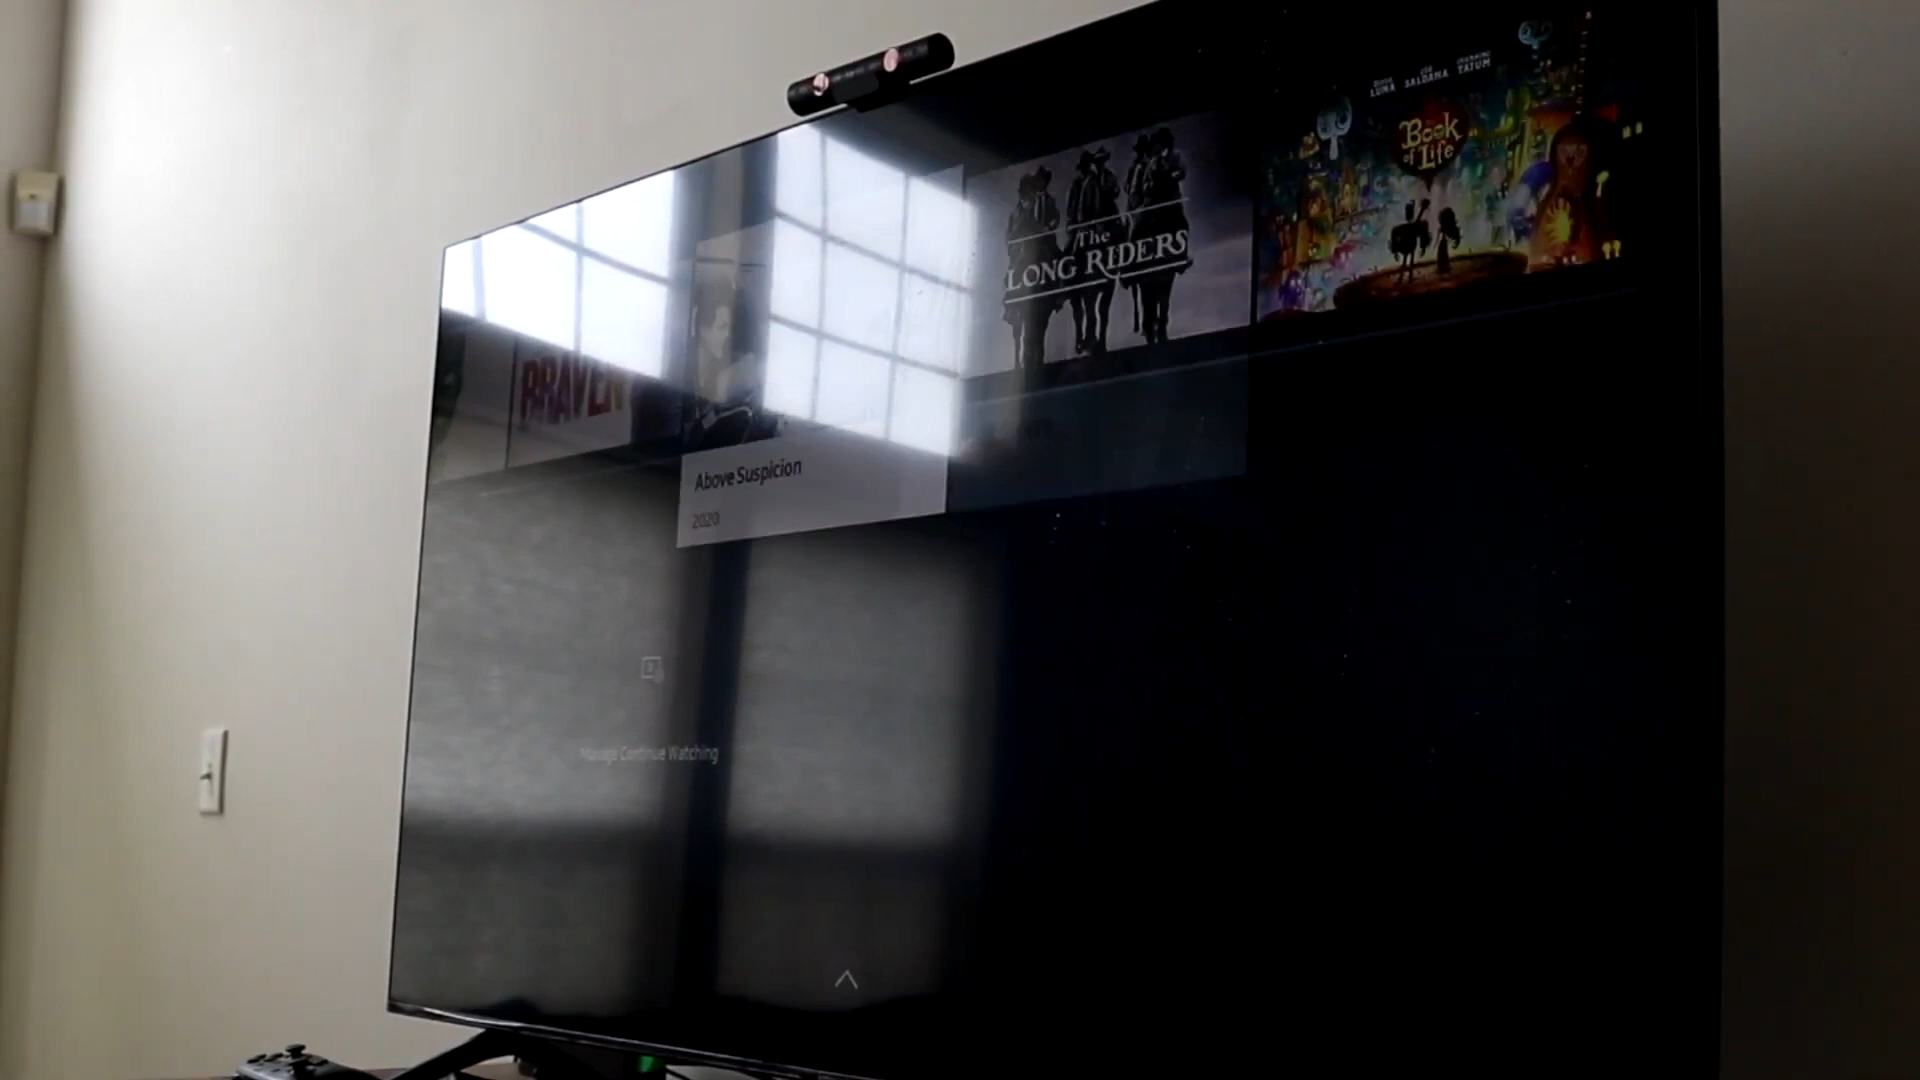 DIEGO
LUNA
ZOE
SALDANA
CHANNING
TATUM
Book
of Life
The
LONG RIDERS
BRAVEN
Above Suspicion
2020
Manage Continue Watching